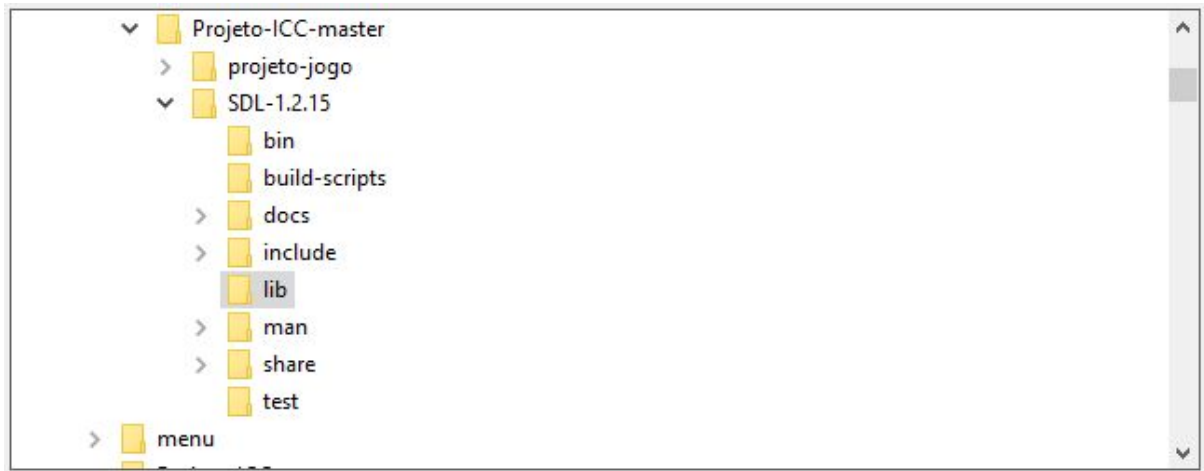 Projeto-ICC-master
projeto-jogo
SDL-1.2.15
bin
build-scripts
docs
include
lib
man
share
test
menu